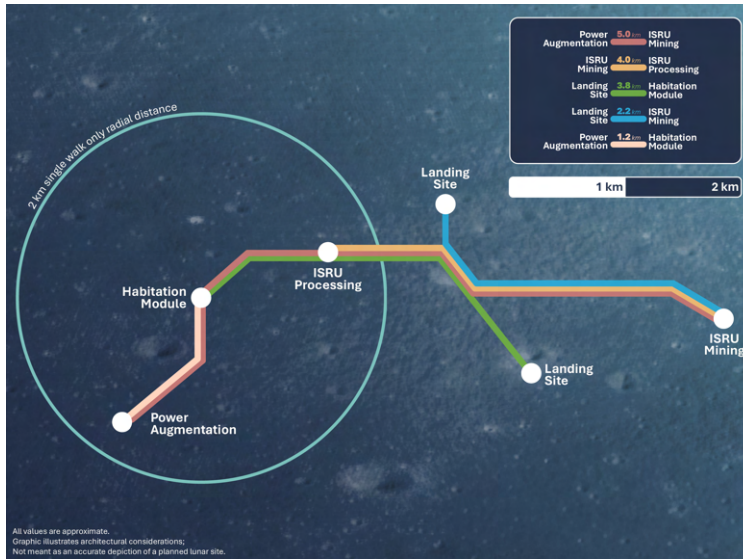 Power Augmentation 5.0 km ISRU Mining
ISRU Mining 4.0 km ISRU Processing
Landing Site 3.8 km Habitation Module
Landing Site 2.2 km ISRU Mining
Power Augmentation 1.2 km Habitation Module
1 km 2 km
2 km single walk only radial distance
Landing
Site
ISRU
Processing
Habitation
Module
ISRU
Mining
Landing
Site
Power
Augmentation
All values are approximate.
Graphic illustrates architectural considerations;
Not meant as an accurate depiction of a planned lunar site.